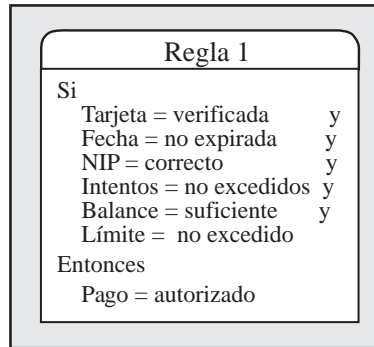 Regla 1
Si
Tarjeta = verificada y
Fecha = no expirada y
NIP = correcto y
Intentos = no excedidos y
Balance = suficiente y
Límite = no excedido
Entonces
Pago = autorizado